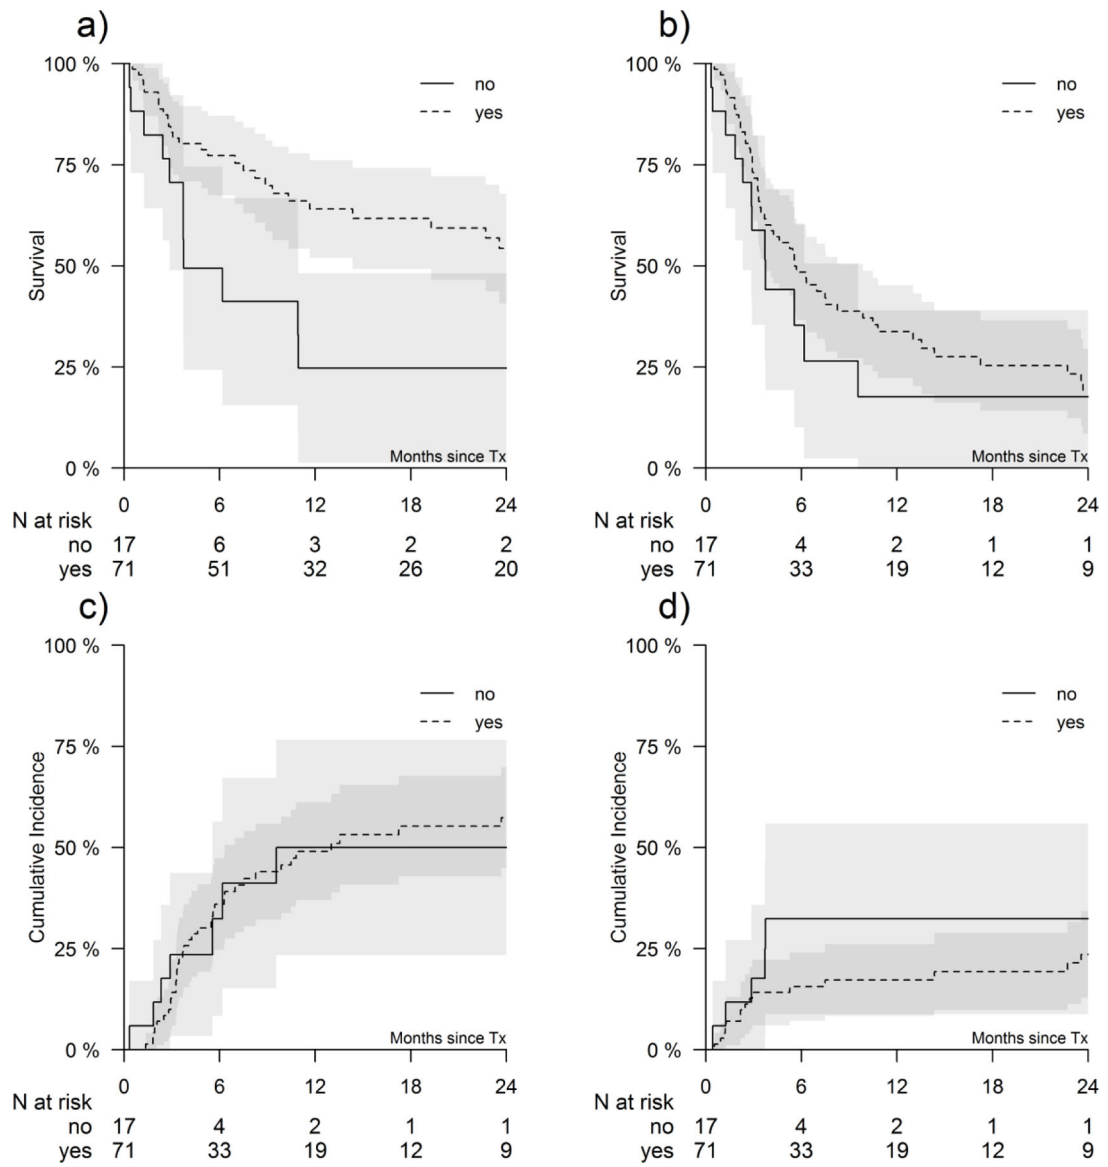 a)
100 %
75 %
50 %
25 %
0 %
Survival
no
yes
Months since Tx
0 6 12 18 24
N at risk
no 17 6 3 2 2
yes 71 51 32 26 20
b)
100 %
75 %
50 %
25 %
0 %
Survival
no
yes
Months since Tx
0 6 12 18 24
N at risk
no 17 4 2 1 1
yes 71 33 19 12 9
c)
100 %
75 %
50 %
25 %
0 %
Cumulative Incidence
no
yes
Months since Tx
0 6 12 18 24
N at risk
no 17 4 2 1 1
yes 71 33 19 12 9
d)
100 %
75 %
50 %
25 %
0 %
Cumulative Incidence
no
yes
Months since Tx
0 6 12 18 24
N at risk
no 17 4 2 1 1
yes 71 33 19 12 9